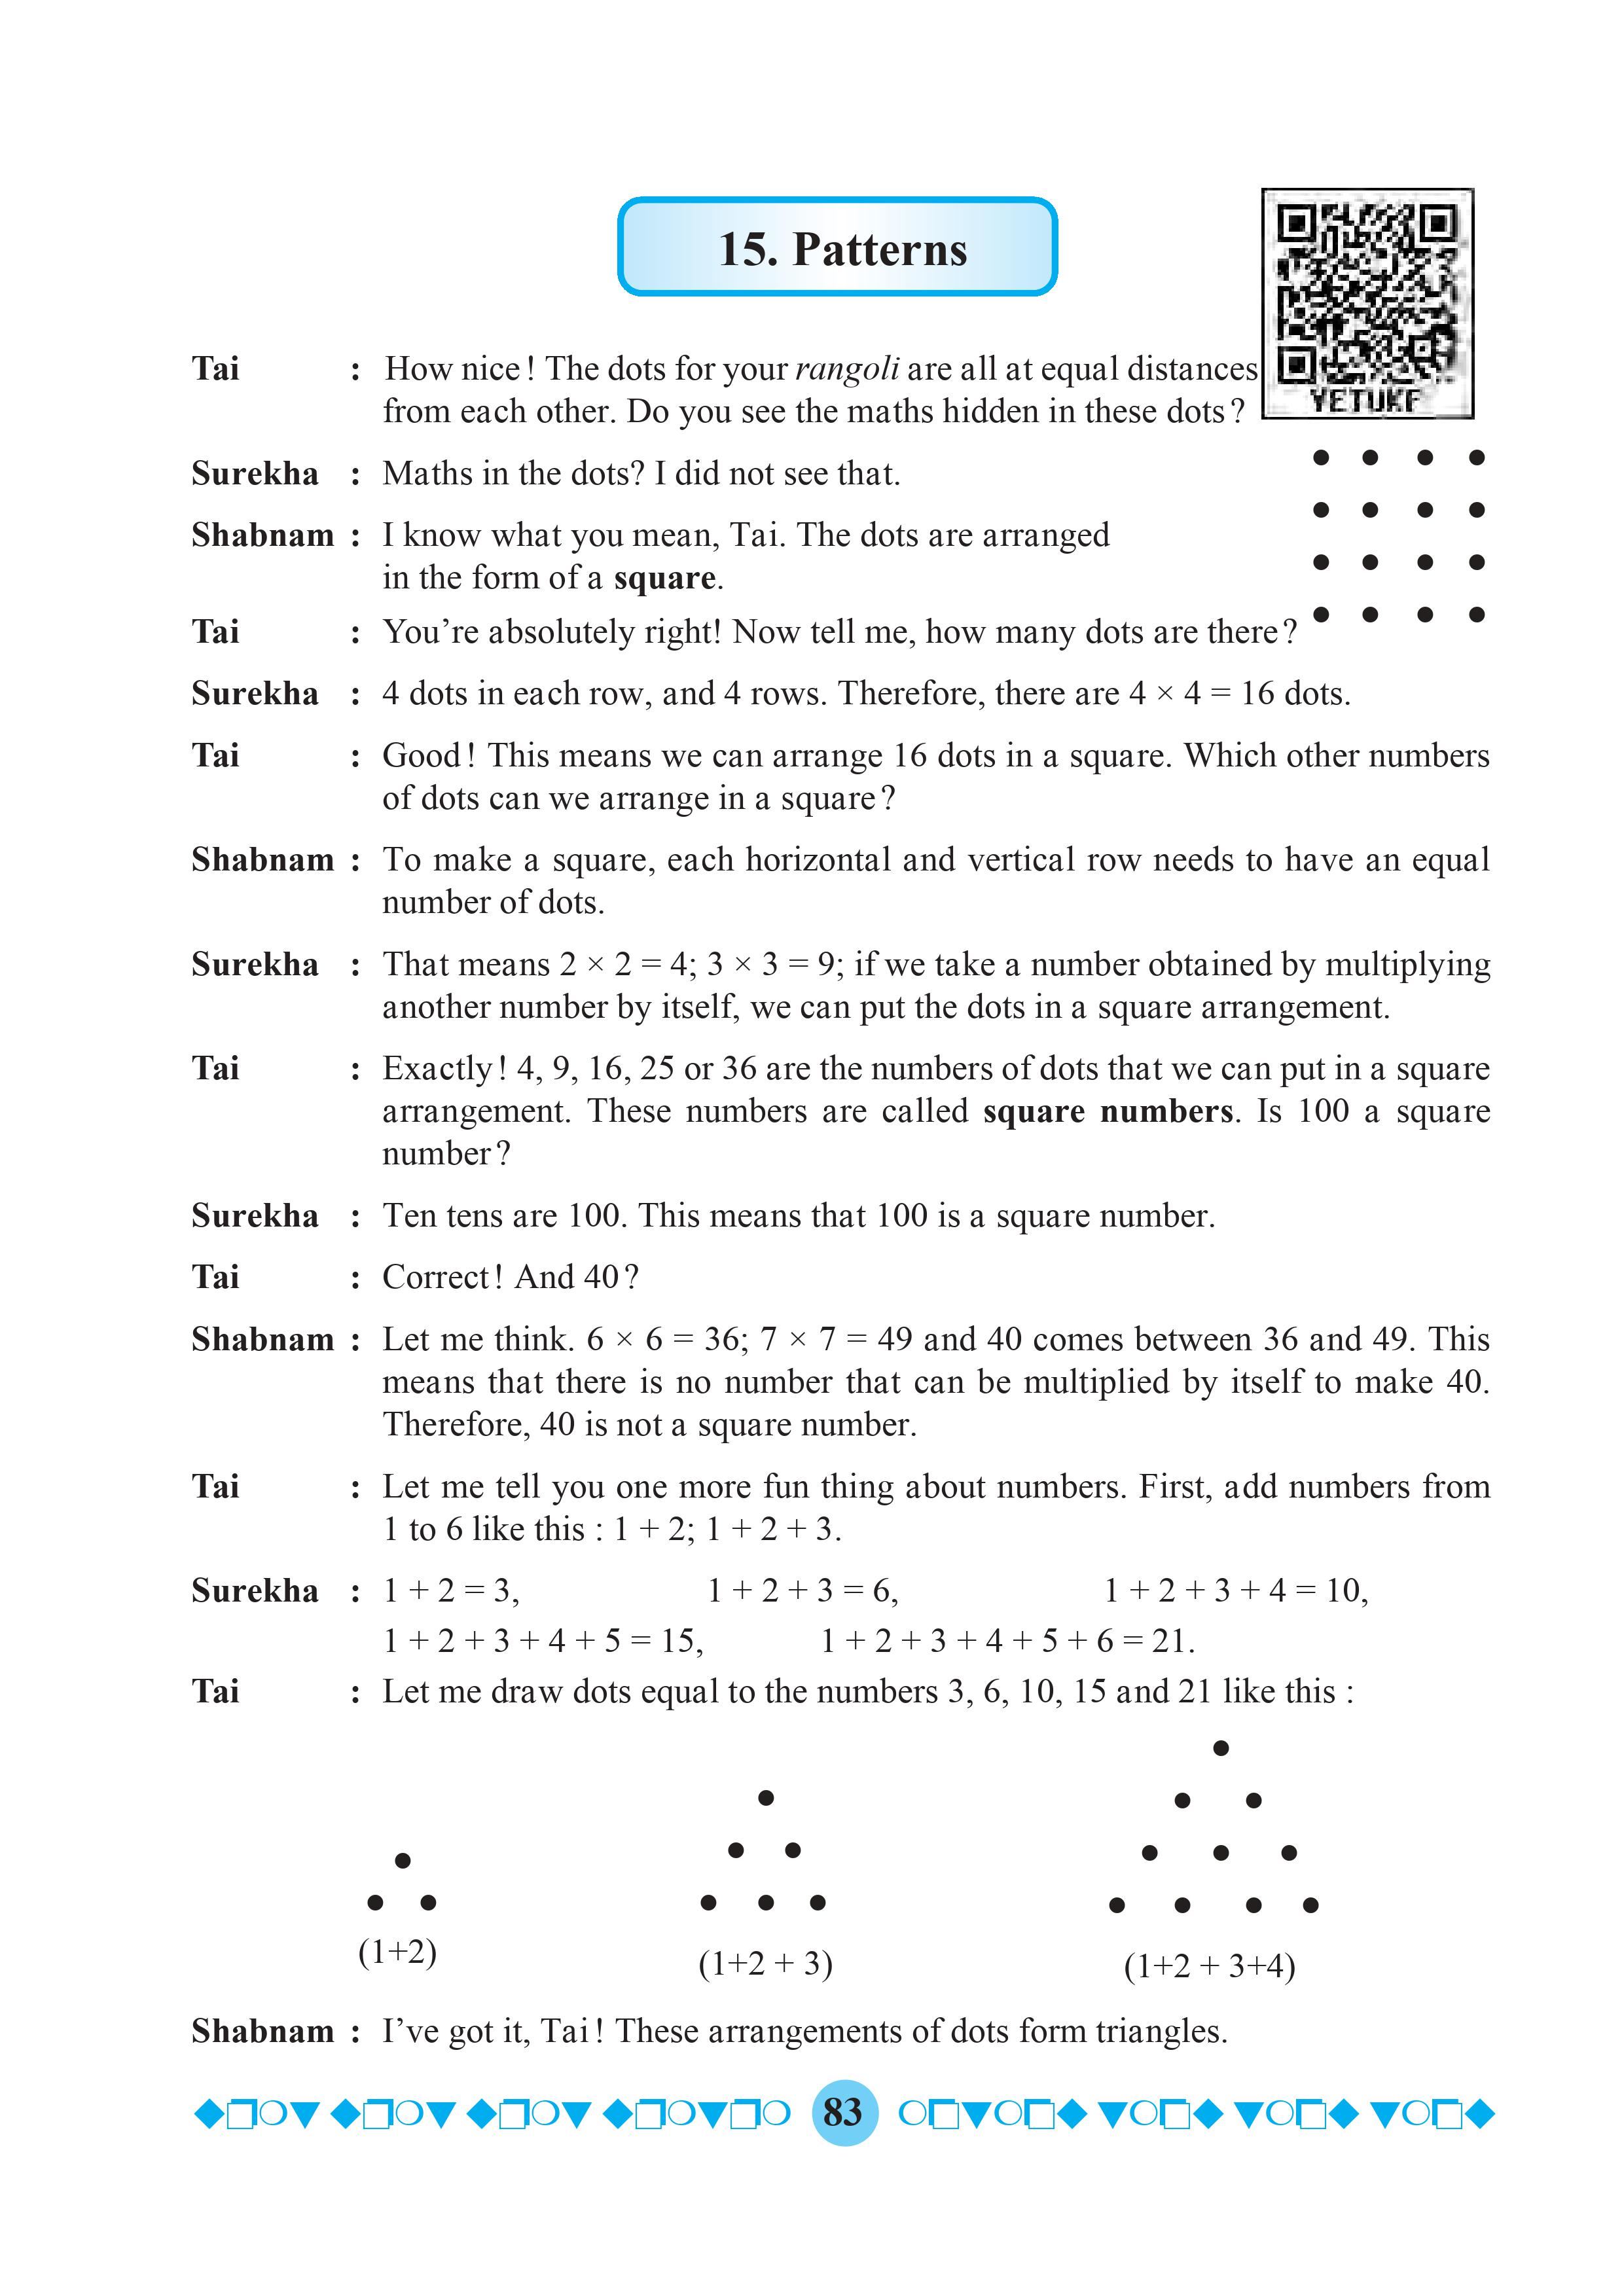 15. Patterns
YETUKF
Tai : How nice! The dots for your rangoli are all at equal distances
from each other. Do you see the maths hidden in these dots?
Surekha : Maths in the dots? I did not see that.
Shabnam : I know what you mean, Tai. The dots are arranged
in the form of a square.
Tai : You’re absolutely right! Now tell me, how many dots are there?
Surekha : 4 dots in each row, and 4 rows. Therefore, there are 4 × 4 = 16 dots.
Tai : Good! This means we can arrange 16 dots in a square. Which other numbers
of dots can we arrange in a square?
Shabnam : To make a square, each horizontal and vertical row needs to have an equal
number of dots.
Surekha : That means 2 × 2 = 4; 3 × 3 = 9; if we take a number obtained by multiplying
another number by itself, we can put the dots in a square arrangement.
Tai : Exactly! 4, 9, 16, 25 or 36 are the numbers of dots that we can put in a square
arrangement. These numbers are called square numbers. Is 100 a square
number?
Surekha : Ten tens are 100. This means that 100 is a square number.
Tai : Correct! And 40?
Shabnam : Let me think. 6 × 6 = 36; 7 × 7 = 49 and 40 comes between 36 and 49. This
means that there is no number that can be multiplied by itself to make 40.
Therefore, 40 is not a square number.
Tai : Let me tell you one more fun thing about numbers. First, add numbers from
1 to 6 like this : 1 + 2; 1 + 2 + 3.
Surekha : 1 + 2 = 3, 1 + 2 + 3 = 6, 1 + 2 + 3 + 4 = 10,
1 + 2 + 3 + 4 + 5 = 15, 1 + 2 + 3 + 4 + 5 + 6 = 21.
Tai : Let me draw dots equal to the numbers 3, 6, 10, 15 and 21 like this :
(1+2) (1+2 + 3) (1+2 + 3+4)
Shabnam : I’ve got it, Tai! These arrangements of dots form triangles.
83